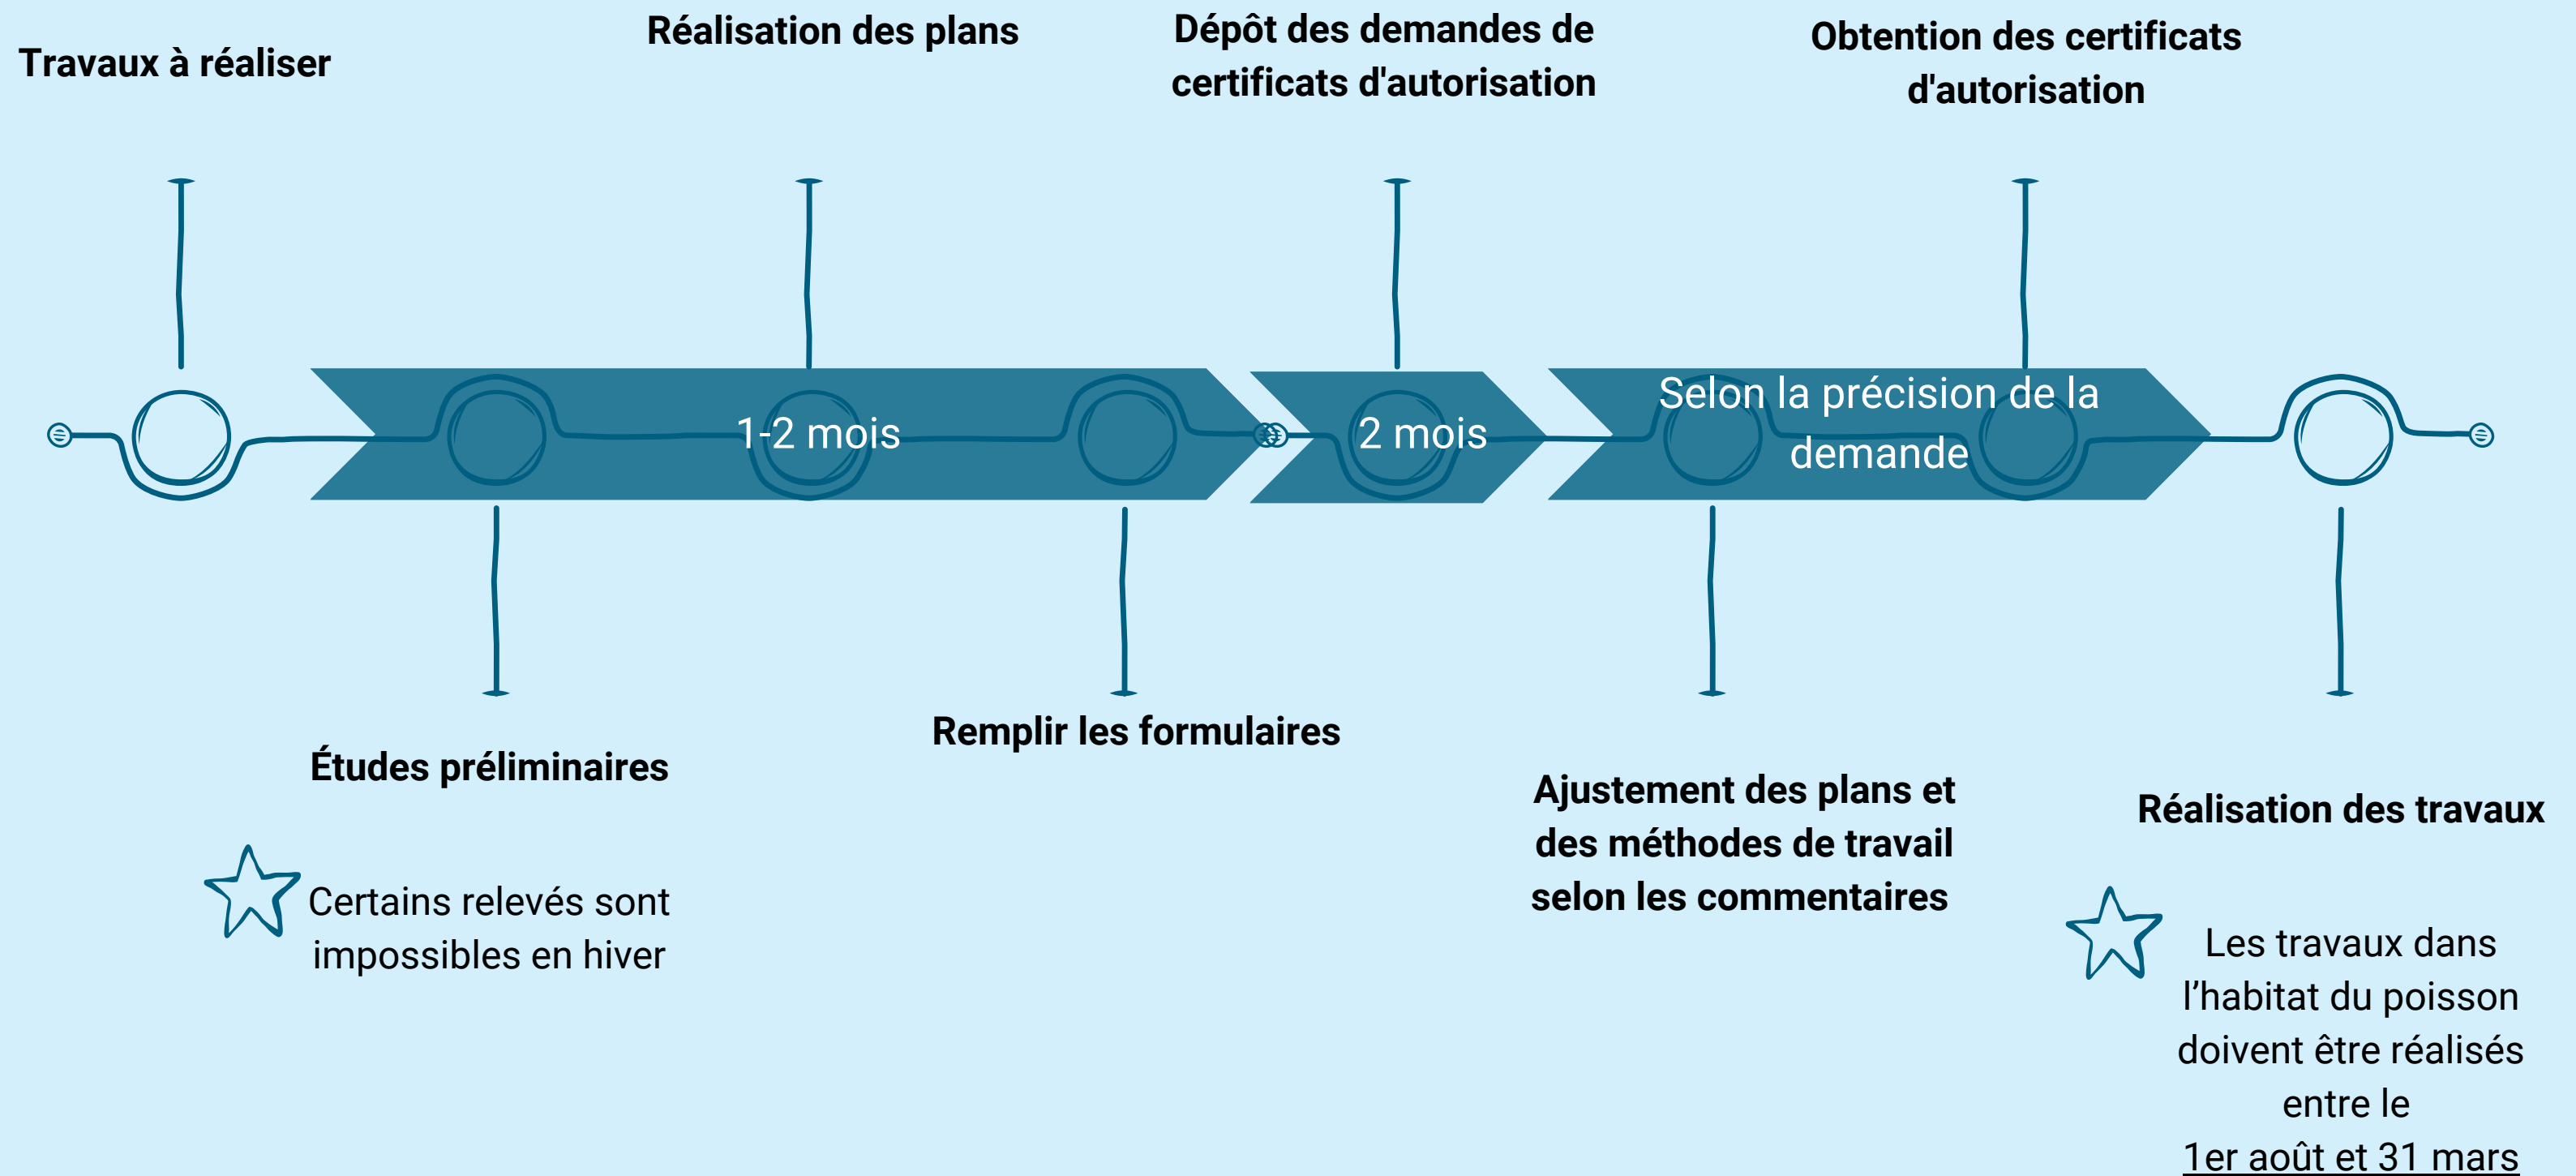 Travaux à réaliser
Réalisation des plans
Dépôt des demandes de
certificats d'autorisation
Obtention des certificats
d'autorisation
1-2 mois
2 mois
Selon la précision de la
demande
Études préliminaires
Certains relevés sont
impossibles en hiver
Remplir les formulaires
Ajustement des plans et
des méthodes de travail
selon les commentaires
Réalisation des travaux
Les travaux dans
l’habitat du poisson
doivent être réalisés
entre le
1er août et 31 mars